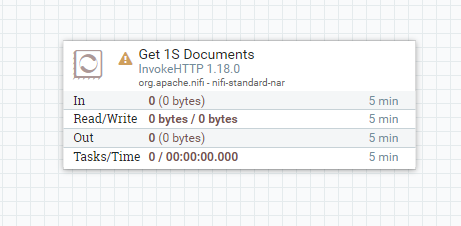 Get 1S Documents
InvokeHTTP 1.18.0
org.apache.nifi - nifi-standard-nar
In 0 (0 bytes) 5 min
Read/Write 0 bytes / 0 bytes 5 min
Out 0 (0 bytes) 5 min
Tasks/Time 0 / 00:00:00.000 5 min